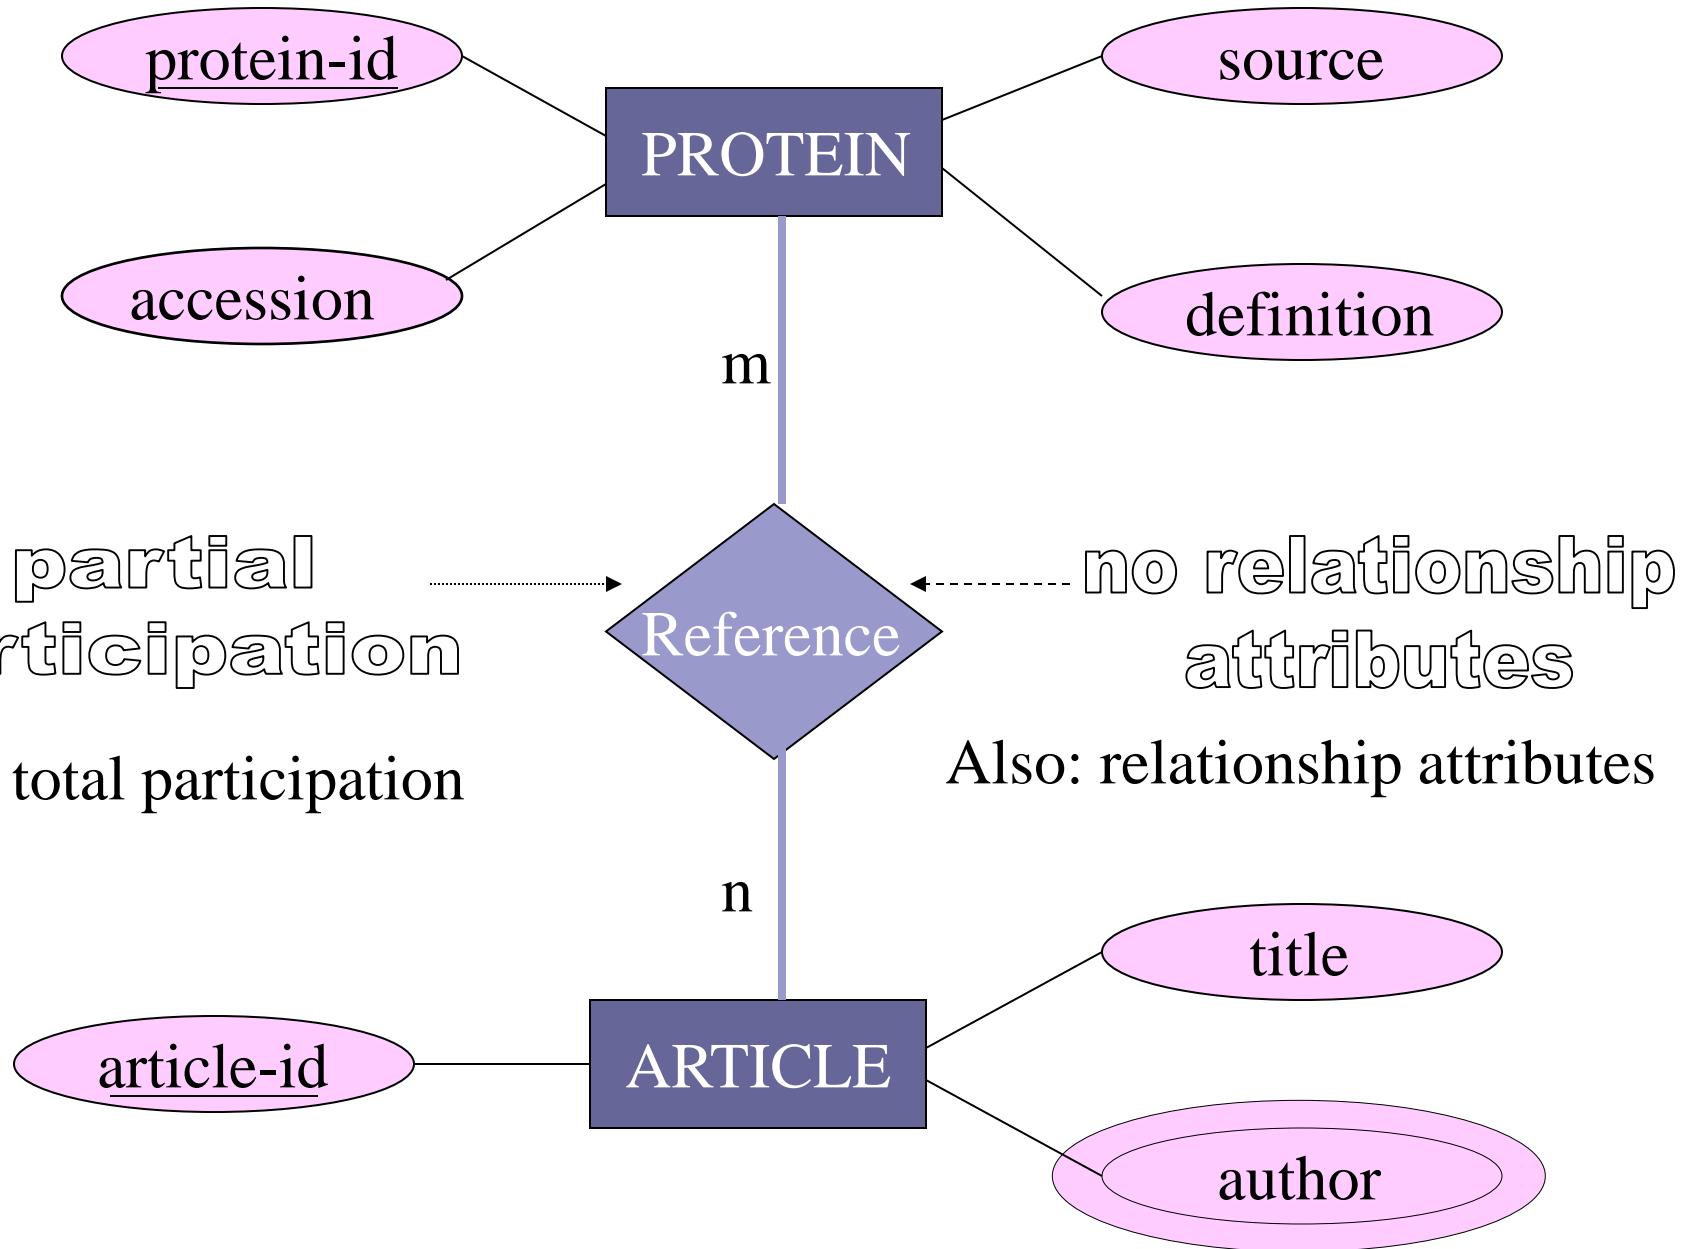 protein-id
source
PROTEIN
accession
definition
m
partial
rticipation
no relationship
attributes
Reference
total participation
Also: relationship attributes
n
title
article-id
ARTICLE
author